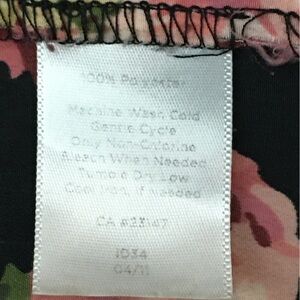 100% Polyester
Machine Wash Cold
Gentle Cycle
Only Non-Chlorine
Bleach When Needed
Tumble Dry Low
Cool Iron, If Needed
CA #23147
1034
04/11